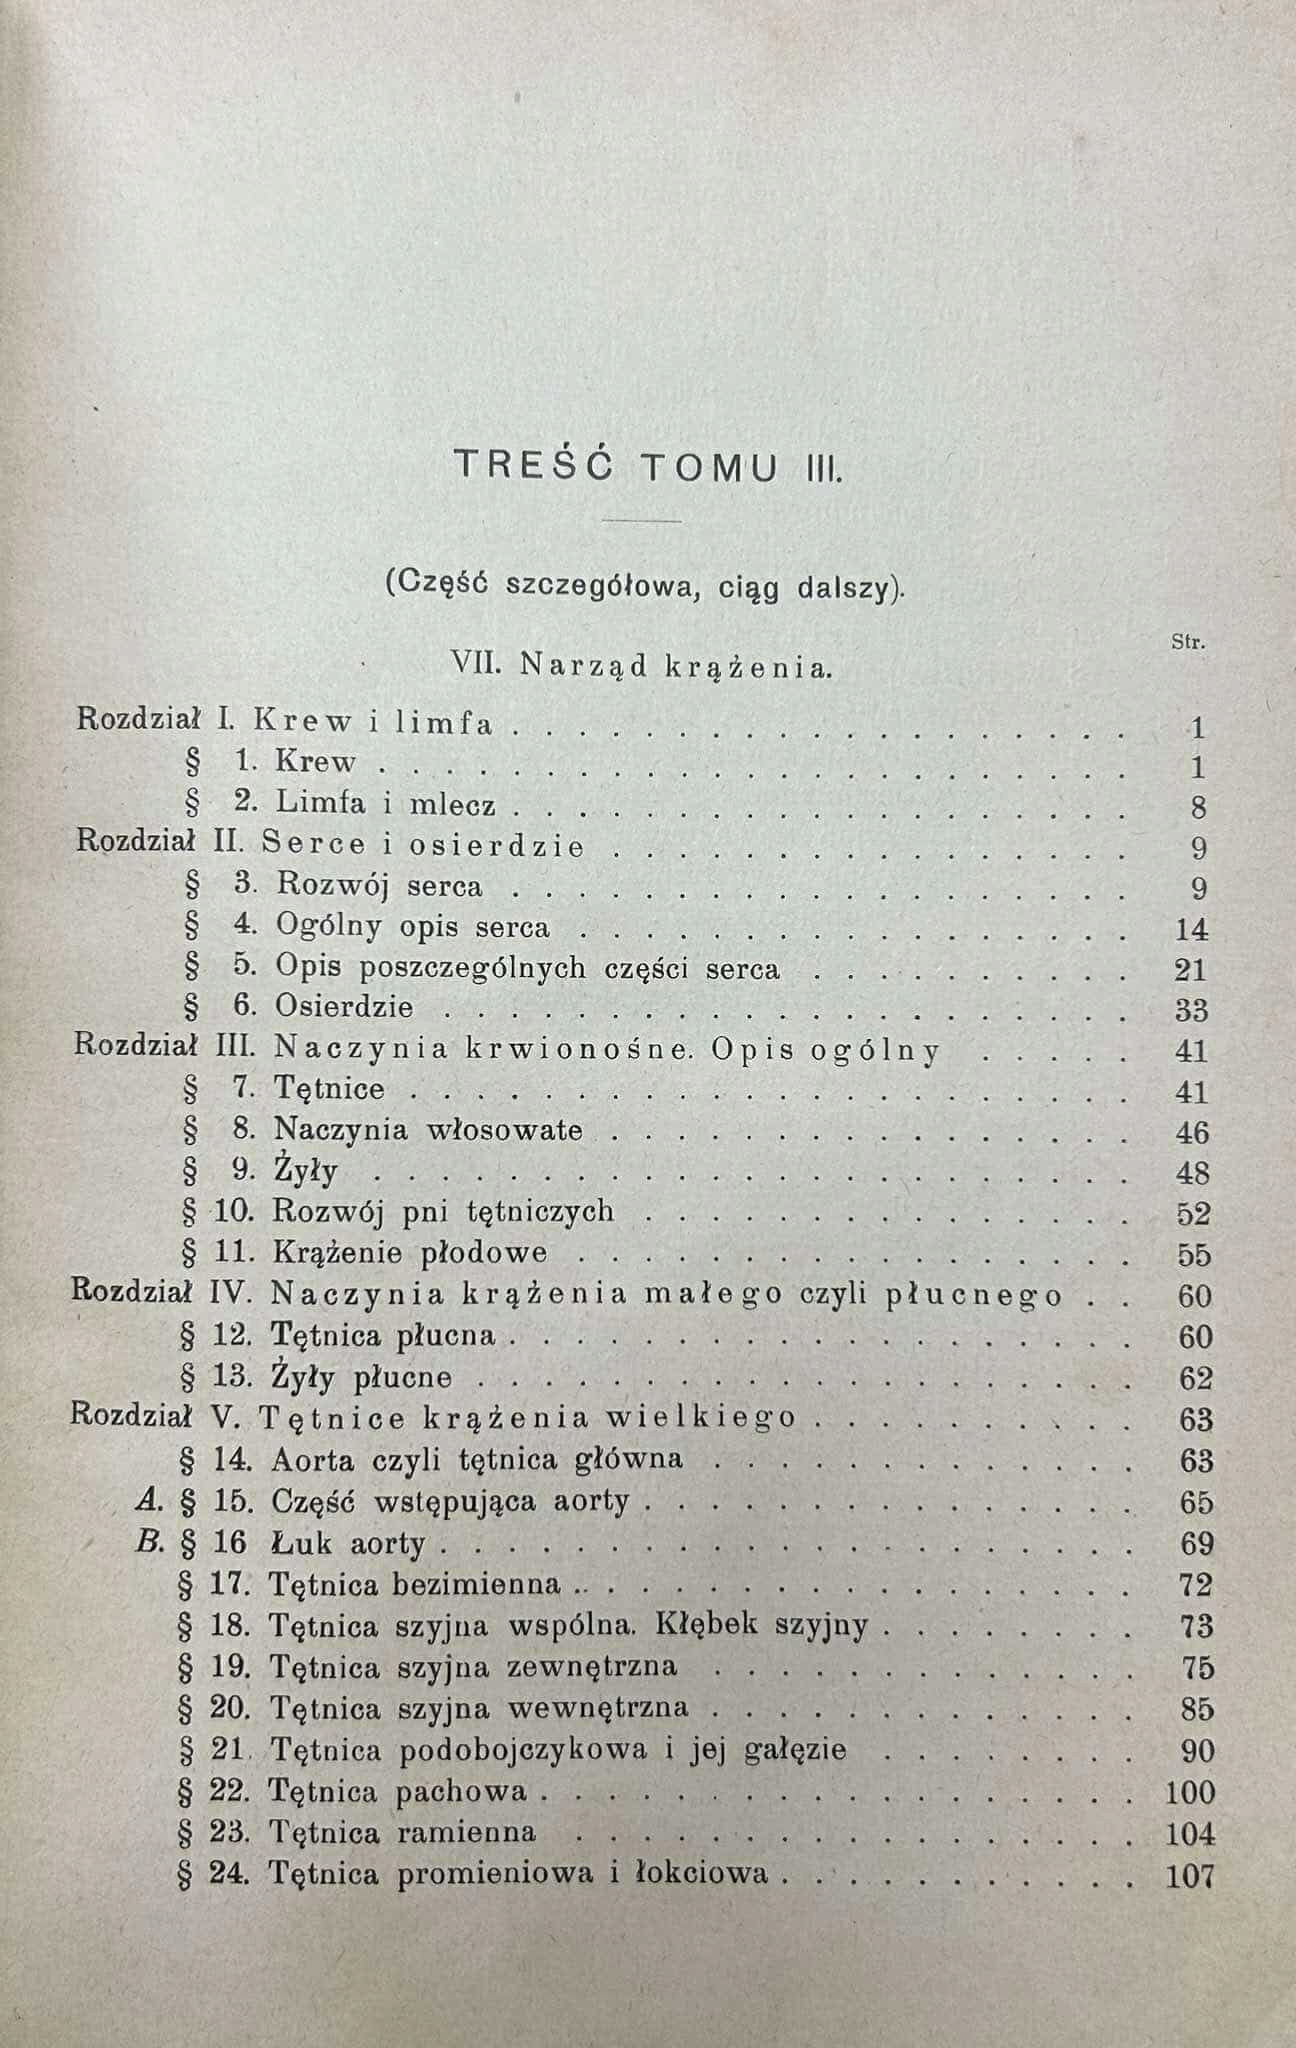 TREŚĆ TOMU III.
(Część szczegółowa, ciąg dalszy).
Str.
VII. Narząd krążenia.
Rozdział I. Krew i limfa . . . . . . . . . . . . . . . . . . . 1
§ 1. Krew . . . . . . . . . . . . . . . . . . . . . . . 1
§ 2. Limfa i mlecz . . . . . . . . . . . . . . . . . . . 8
Rozdział II. Serce i osierdzie . . . . . . . . . . . . . . . . 9
§ 3. Rozwój serca . . . . . . . . . . . . . . . . . . . 9
§ 4. Ogólny opis serca . . . . . . . . . . . . . . . . . 14
§ 5. Opis poszczególnych części serca . . . . . . . . . . 21
§ 6. Osierdzie . . . . . . . . . . . . . . . . . . . . . 33
Rozdział III. Naczynia krwionośne. Opis ogólny . . . . . 41
§ 7. Tętnice . . . . . . . . . . . . . . . . . . . . . . 41
§ 8. Naczynia włosowate . . . . . . . . . . . . . . . . 46
§ 9. Żyły . . . . . . . . . . . . . . . . . . . . . . . 48
§ 10. Rozwój pni tętniczych . . . . . . . . . . . . . . . 52
§ 11. Krążenie płodowe . . . . . . . . . . . . . . . . . 55
Rozdział IV. Naczynia krążenia małego czyli płucnego . . 60
§ 12. Tętnica płucna . . . . . . . . . . . . . . . . . . . 60
§ 13. Żyły płucne . . . . . . . . . . . . . . . . . . . . 62
Rozdział V. Tętnice krążenia wielkiego . . . . . . . . . . 63
§ 14. Aorta czyli tętnica główna . . . . . . . . . . . . . 63
A. § 15. Część wstępująca aorty . . . . . . . . . . . . . . . 65
B. § 16 Łuk aorty . . . . . . . . . . . . . . . . . . . . . 69
§ 17. Tętnica bezimienna . . . . . . . . . . . . . . . . . 72
§ 18. Tętnica szyjna wspólna. Kłębek szyjny . . . . . . . . 73
§ 19. Tętnica szyjna zewnętrzna . . . . . . . . . . . . . 75
§ 20. Tętnica szyjna wewnętrzna . . . . . . . . . . . . . 85
§ 21. Tętnica podobojczykowa i jej gałęzie . . . . . . . . 90
§ 22. Tętnica pachowa . . . . . . . . . . . . . . . . . . 100
§ 23. Tętnica ramienna . . . . . . . . . . . . . . . . . 104
§ 24. Tętnica promieniowa i łokciowa . . . . . . . . . . . 107